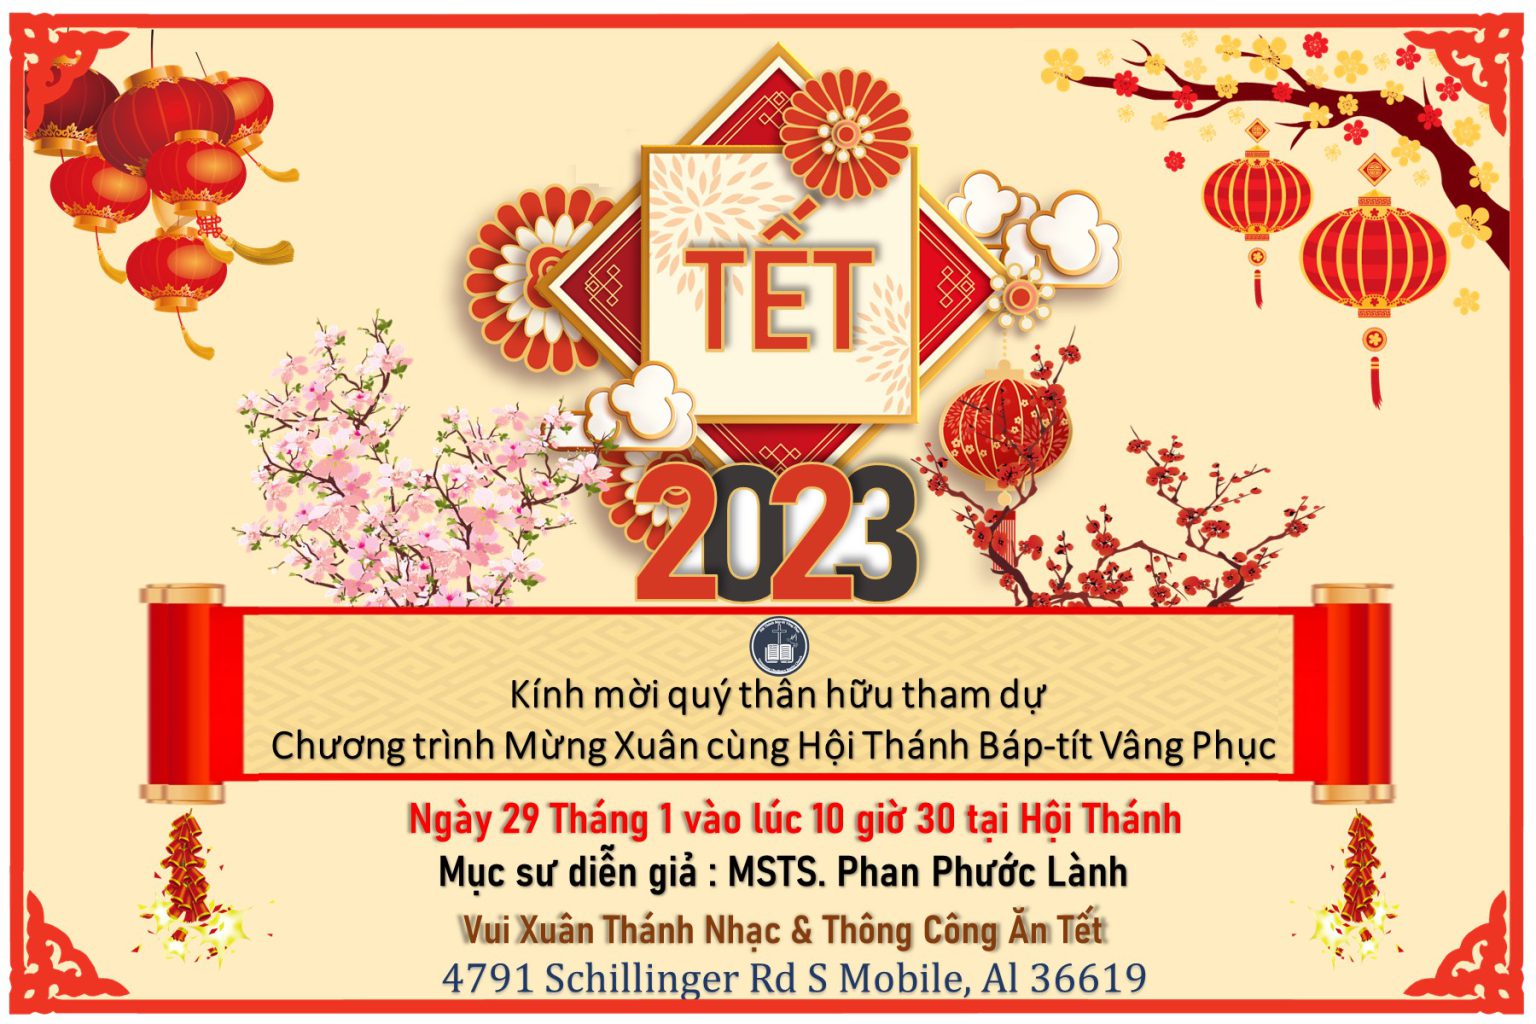 TẾT
2023
Kính mời quý thân hữu tham dự
Chương trình Mừng Xuân cùng Hội Thánh Báp-tít Vâng Phục
Ngày 29 Tháng 1 vào lúc 10 giờ 30 tại Hội Thánh
Mục sư diễn giả : MSTS. Phan Phước Lành
Vui Xuân Thánh Nhạc & Thông Công Ăn Tết
4791 Schillinger Rd S Mobile, Al 36619